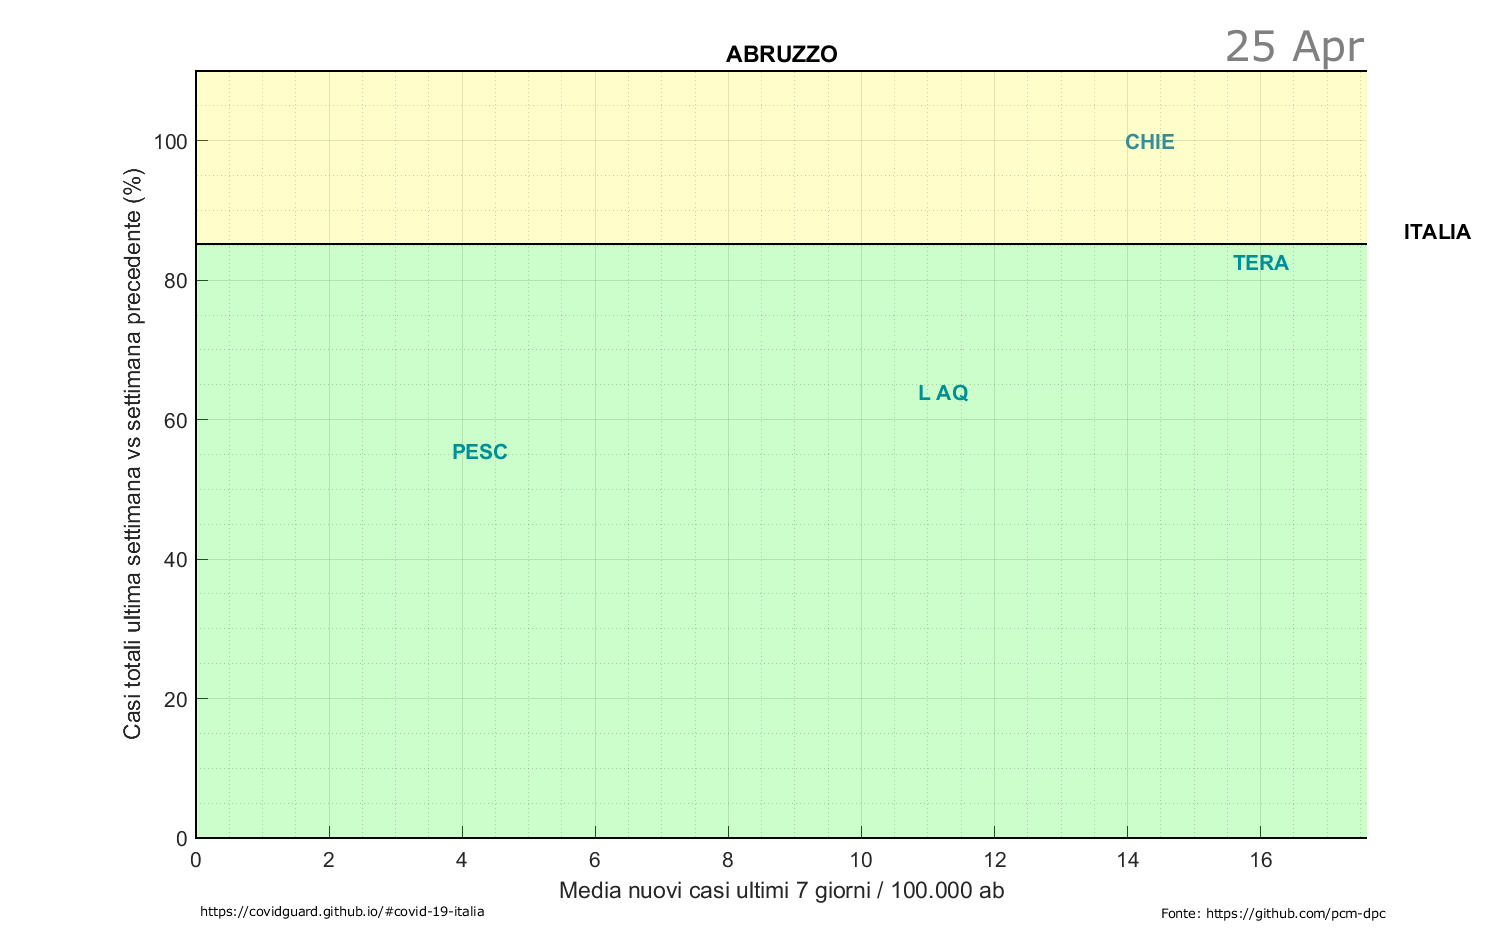 ABRUZZO
25 Apr
Casi totali ultima settimana vs settimana precedente (%)
100
80
60
40
20
0
CHIE
ITALIA
TERA
L AQ
PESC
0 2 4 6 8 10 12 14 16
Media nuovi casi ultimi 7 giorni / 100.000 ab
https://covidguard.github.io/#covid-19-italia
Fonte: https://github.com/pcm-dpc